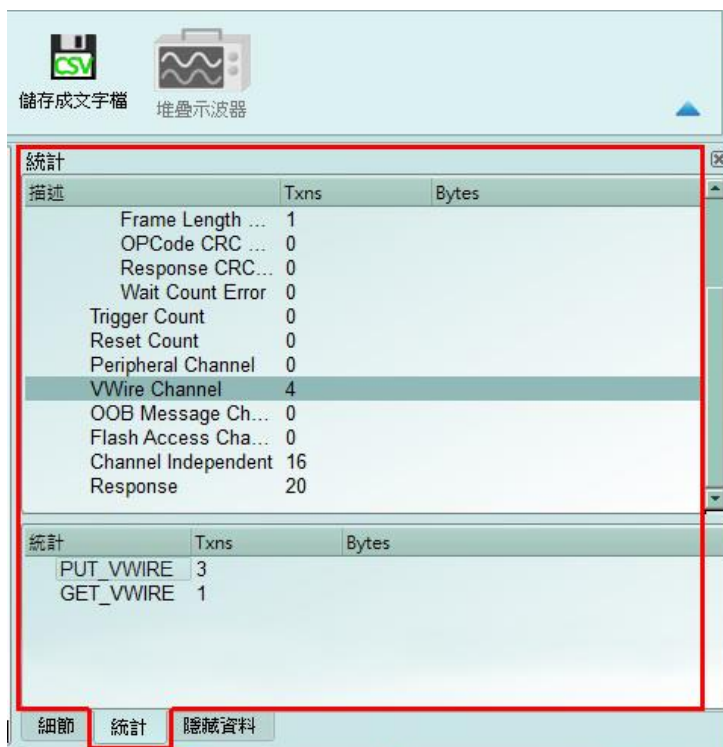 CSV
儲存成文字檔
堆疊示波器
統計
描述 Txns Bytes
Frame Length ... 1
OPCode CRC ... 0
Response CRC... 0
Wait Count Error 0
Trigger Count 0
Reset Count 0
Peripheral Channel 0
VWire Channel 4
OOB Message Ch... 0
Flash Access Cha... 0
Channel Independent 16
Response 20
統計 Txns Bytes
PUT_VWIRE 3
GET_VWIRE 1
細節 統計 隱藏資料